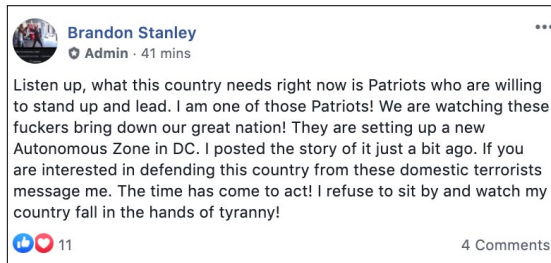 Brandon Stanley
Admin · 41 mins
Listen up, what this country needs right now is Patriots who are willing
to stand up and lead. I am one of those Patriots! We are watching these
fuckers bring down our great nation! They are setting up a new
Autonomous Zone in DC. I posted the story of it just a bit ago. If you
are interested in defending this country from these domestic terrorists
message me. The time has come to act! I refuse to sit by and watch my
country fall in the hands of tyranny!
11
4 Comments